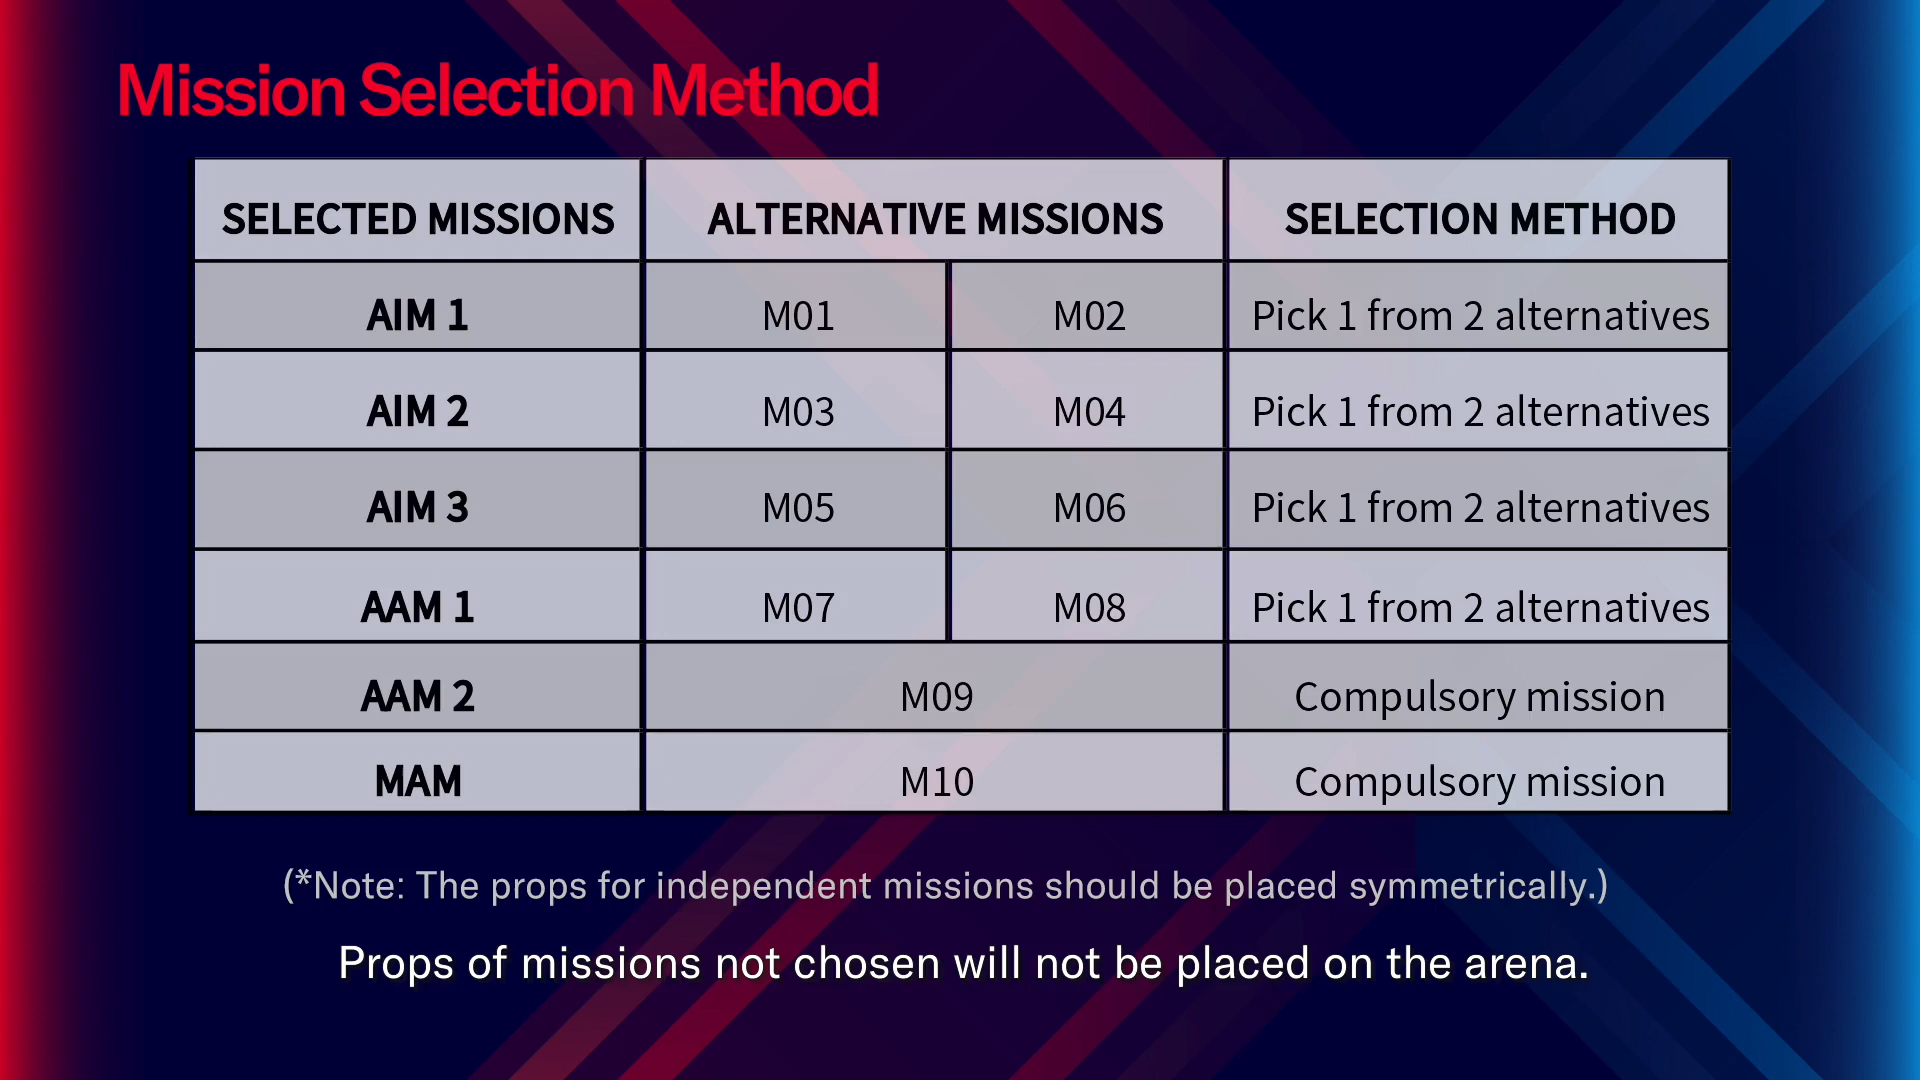 Mission Selection Method
SELECTED MISSIONS ALTERNATIVE MISSIONS SELECTION METHOD
AIM 1 M01 M02 Pick 1 from 2 alternatives
AIM 2 M03 M04 Pick 1 from 2 alternatives
AIM 3 M05 M06 Pick 1 from 2 alternatives
AAM 1 M07 M08 Pick 1 from 2 alternatives
AAM 2 M09 Compulsory mission
MAM M10 Compulsory mission
(*Note: The props for independent missions should be placed symmetrically.)
Props of missions not chosen will not be placed on the arena.